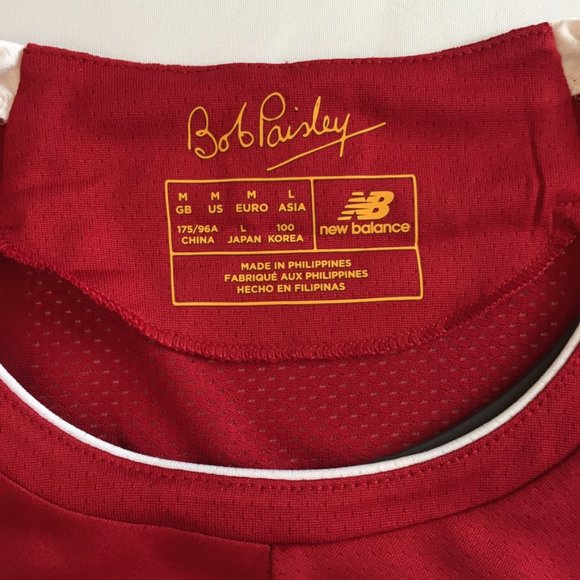 Bob Paisley
M M M L
GB US EURO ASIA
175/96A L 100
CHINA JAPAN KOREA
NB
new balance
MADE IN PHILIPPINES
FABRIQUÉ AUX PHILIPPINES
HECHO EN FILIPINAS